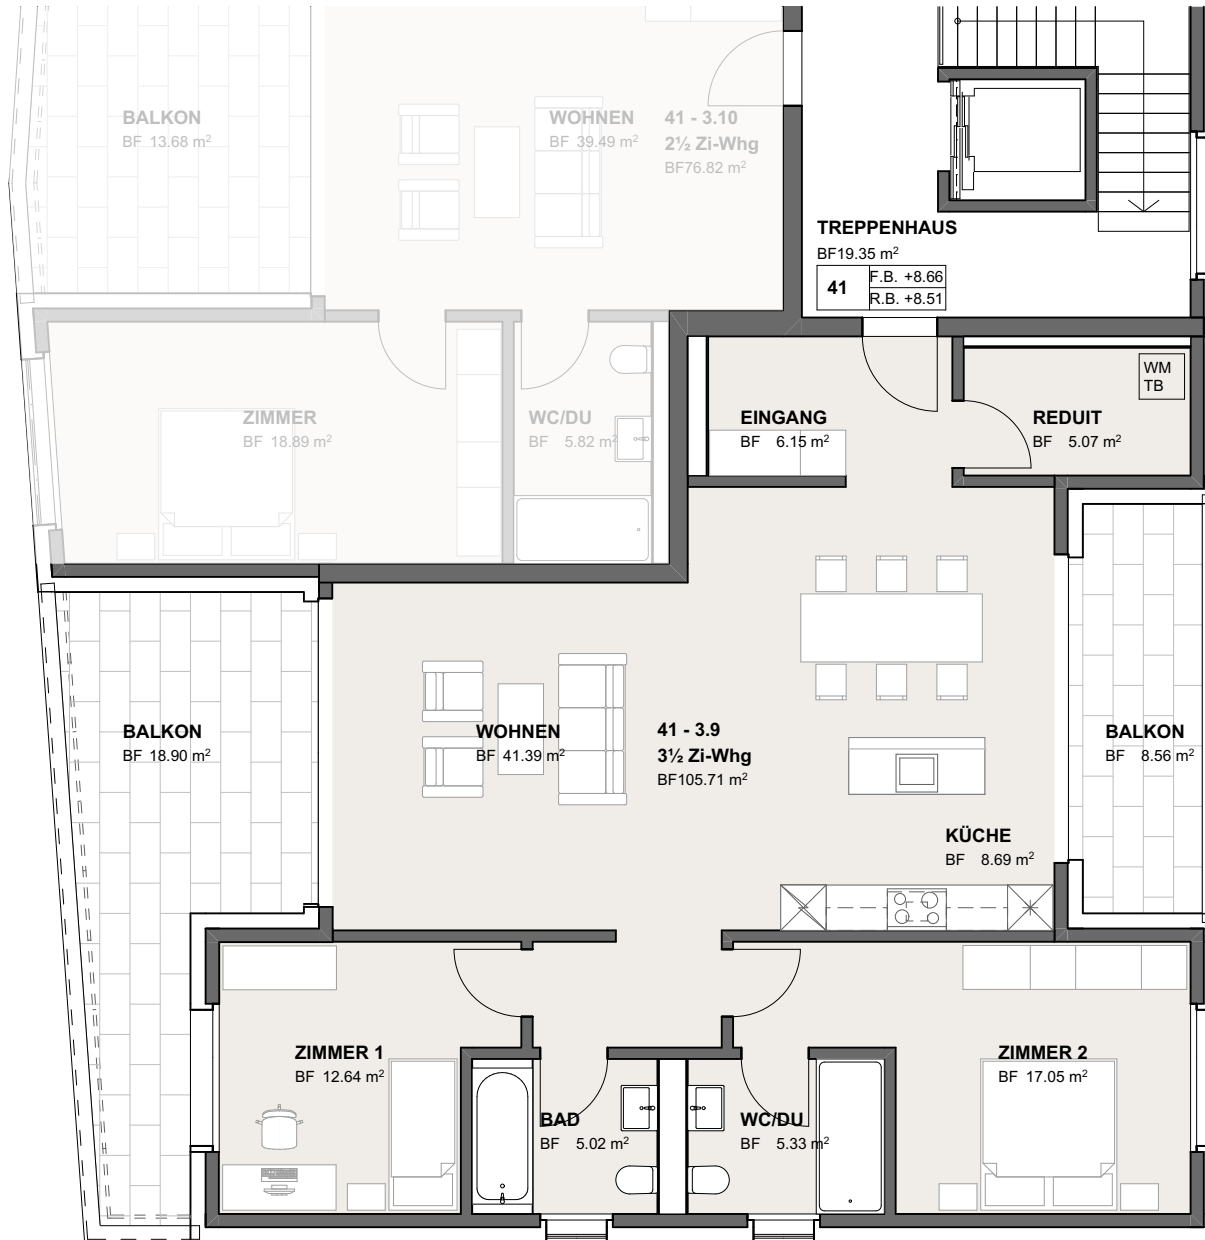 BALKON
BF 13.68 m²
WOHNEN
BF 39.49 m²
41 - 3.10
2½ Zi-Whg
BF76.82 m²
TREPPENHAUS
BF19.35 m²
41
F.B. +8.66
R.B. +8.51
ZIMMER
BF 18.89 m²
WC/DU
BF 5.82 m²
EINGANG
BF 6.15 m²
REDUIT
BF 5.07 m²
WM
TB
BALKON
BF 18.90 m²
WOHNEN
BF 41.39 m²
41 - 3.9
3½ Zi-Whg
BF105.71 m²
BALKON
BF 8.56 m²
KÜCHE
BF 8.69 m²
ZIMMER 1
BF 12.64 m²
BAD
BF 5.02 m²
WC/DU
BF 5.33 m²
ZIMMER 2
BF 17.05 m²